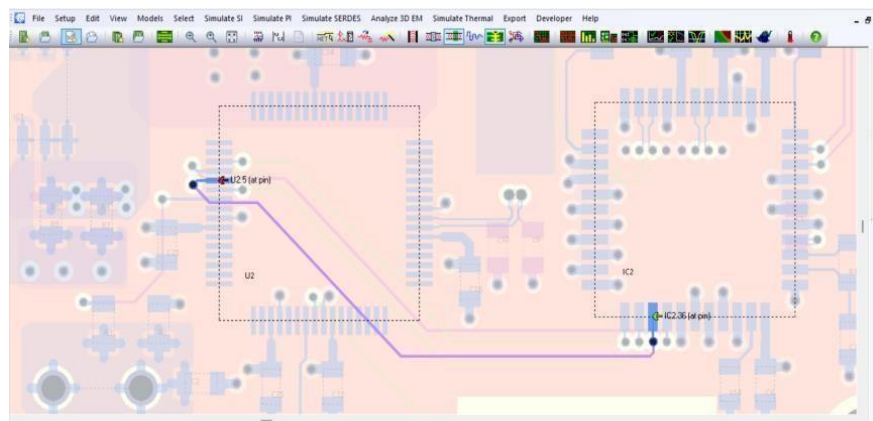 File Setup Edit View Models Select Simulate SI Simulate PI Simulate SERDES Analyze 3D EM Simulate Thermal Export Developer Help
U2.5 (at pin)
U2
IC2
IC2.36 (at pin)